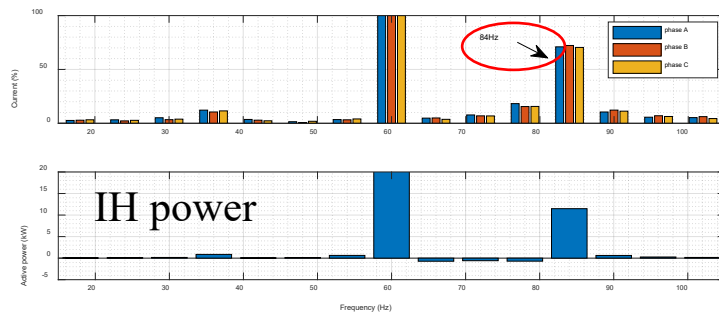 100
50
0
Current (%)
84Hz
phase A
phase B
phase C
20 30 40 50 60 70 80 90 100
20
15
10
5
0
-5
Active power (kW)
IH power
20 30 40 50 60 70 80 90 100
Frequency (Hz)